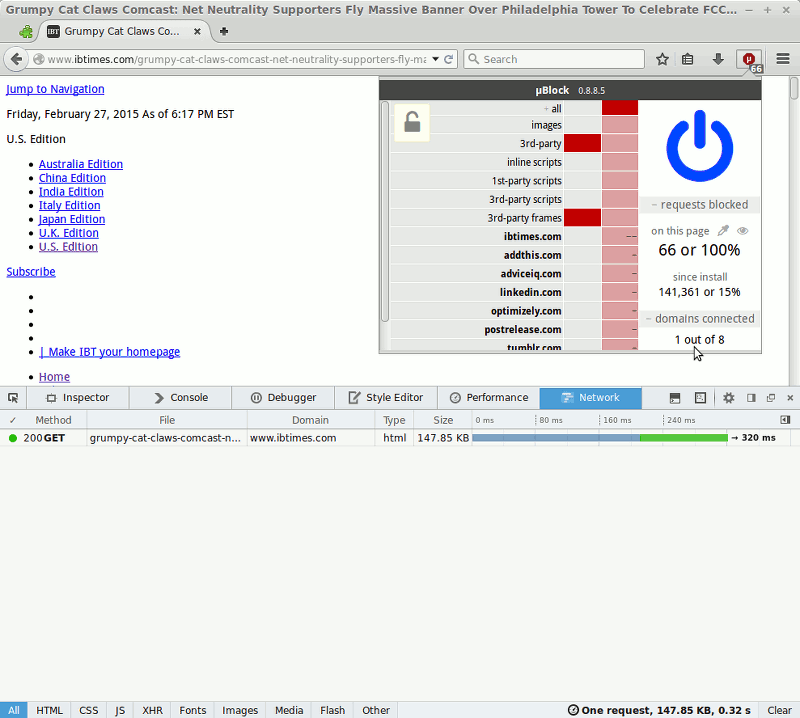 Grumpy Cat Claws Comcast: Net Neutrality Supporters Fly Massive Banner Over Philadelphia Tower To Celebrate FCC...
IBT Grumpy Cat Claws Co...
www.ibtimes.com/grumpy-cat-claws-comcast-net-neutrality-supporters-fly-ma
Search
66
Jump to Navigation
Friday, February 27, 2015 As of 6:17 PM EST
U.S. Edition
Australia Edition
China Edition
India Edition
Italy Edition
Japan Edition
U.K. Edition
U.S. Edition
Subscribe
| Make IBT your homepage
Home
µBlock 0.8.8.5
+ all
images
3rd-party
inline scripts
1st-party scripts
3rd-party scripts
3rd-party frames
ibtimes.com --
addthis.com -
adviceiq.com -
linkedin.com -
optimizely.com -
postrelease.com -
tumblr.com -
− requests blocked
on this page
66 or 100%
since install
141,361 or 15%
− domains connected
1 out of 8
Inspector Console Debugger Style Editor Performance Network
✓ Method File Domain Type Size 0 ms 80 ms 160 ms 240 ms
200 GET grumpy-cat-claws-comcast-n... www.ibtimes.com html 147.85 KB → 320 ms
All HTML CSS JS XHR Fonts Images Media Flash Other One request, 147.85 KB, 0.32 s Clear